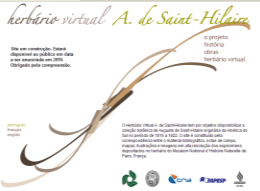 herbário virtual A. de Saint-Hilaire
o projeto
história
obras
herbário virtual
Site em construção. Estará
disponível ao público em data
a ser anunciada em 2009.
Obrigado pela compreensão.
português
français
english
O Herbário Virtual A. de Saint-Hilaire tem por objetivo disponibilizar a
coleção botânica de Auguste de Saint-Hilaire originária da América do
Sul no período de 1816 a 1822. O site é constituído pela
correspondência entre o material bibliográfico, notas de campo,
mapas, ilustrações e imagens em alta resolução dos espécimes
depositados no herbário do Muséum National d'Histoire Naturelle de
Paris, França.
FAPESP